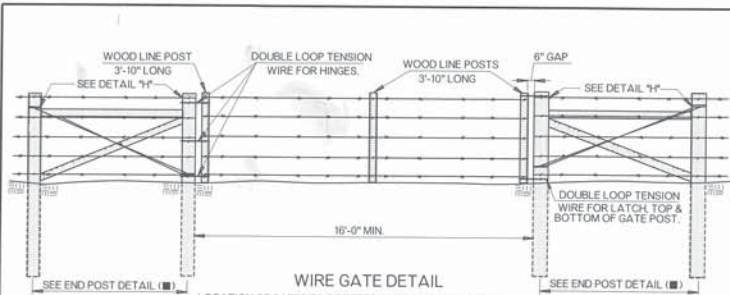 WOOD LINE POST
3'-10" LONG
DOUBLE LOOP TENSION
WIRE FOR HINGES.
WOOD LINE POSTS
3'-10" LONG
6" GAP
SEE DETAIL "H"
SEE DETAIL "H"
DOUBLE LOOP TENSION
WIRE FOR LATCH, TOP &
BOTTOM OF GATE POST.
16'-0" MIN.
SEE END POST DETAIL (■)
WIRE GATE DETAIL
SEE END POST DETAIL (■)